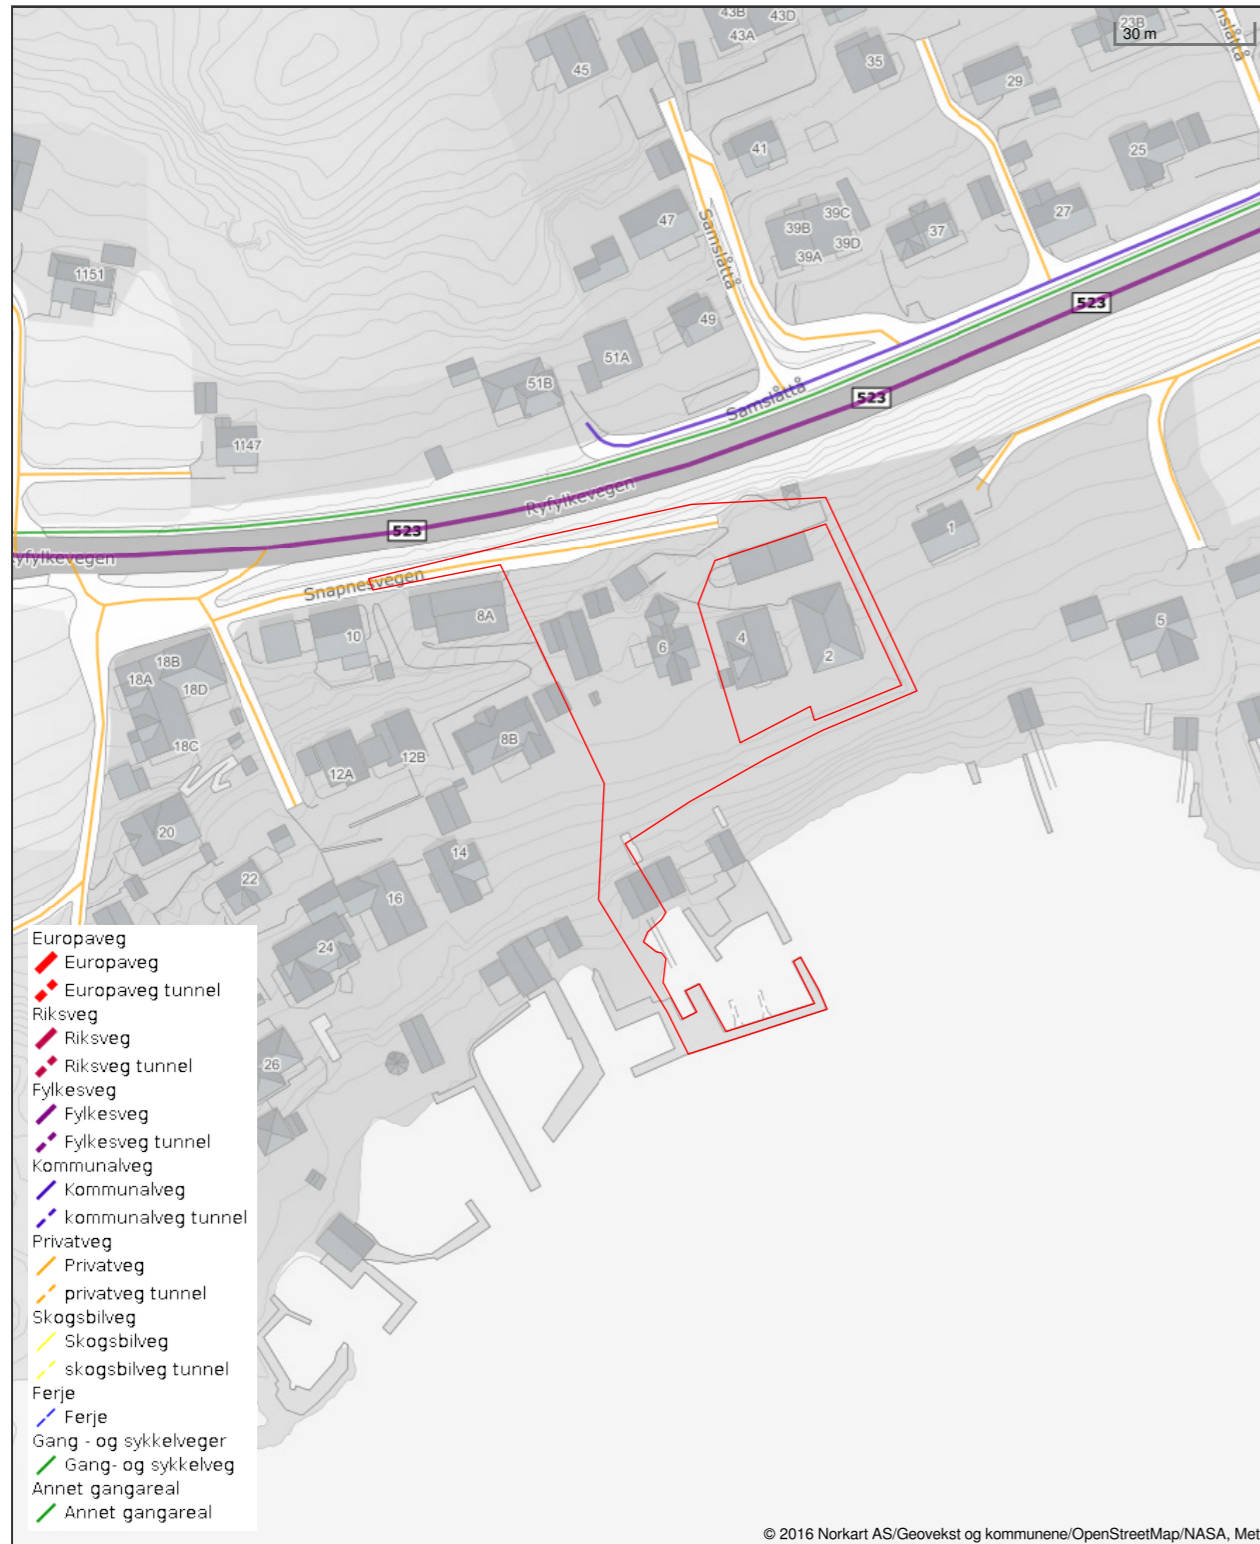 43B
43D
43A
23B
30 m
Samslåttå
45
35
29
41
25
47
39C
39B
39D
39A
37
27
Samslåttå
1151
523
49
51A
51B
523
Samslåttå
1147
Ryfylkevegen
523
yfylkevegen
1
Snapnesvegen
8A
10
6
4
2
5
18B
18A
18D
18C
8B
12B
12A
20
14
22
16
24
26
Europaveg
Europaveg
Europaveg tunnel
Riksveg
Riksveg
Riksveg tunnel
Fylkesveg
Fylkesveg
Fylkesveg tunnel
Kommunalveg
Kommunalveg
kommunalveg tunnel
Privatveg
Privatveg
privatveg tunnel
Skogsbilveg
Skogsbilveg
skogsbilveg tunnel
Ferje
Ferje
Gang - og sykkelveger
Gang- og sykkelveg
Annet gangareal
Annet gangareal
© 2016 Norkart AS/Geovekst og kommunene/OpenStreetMap/NASA, Met